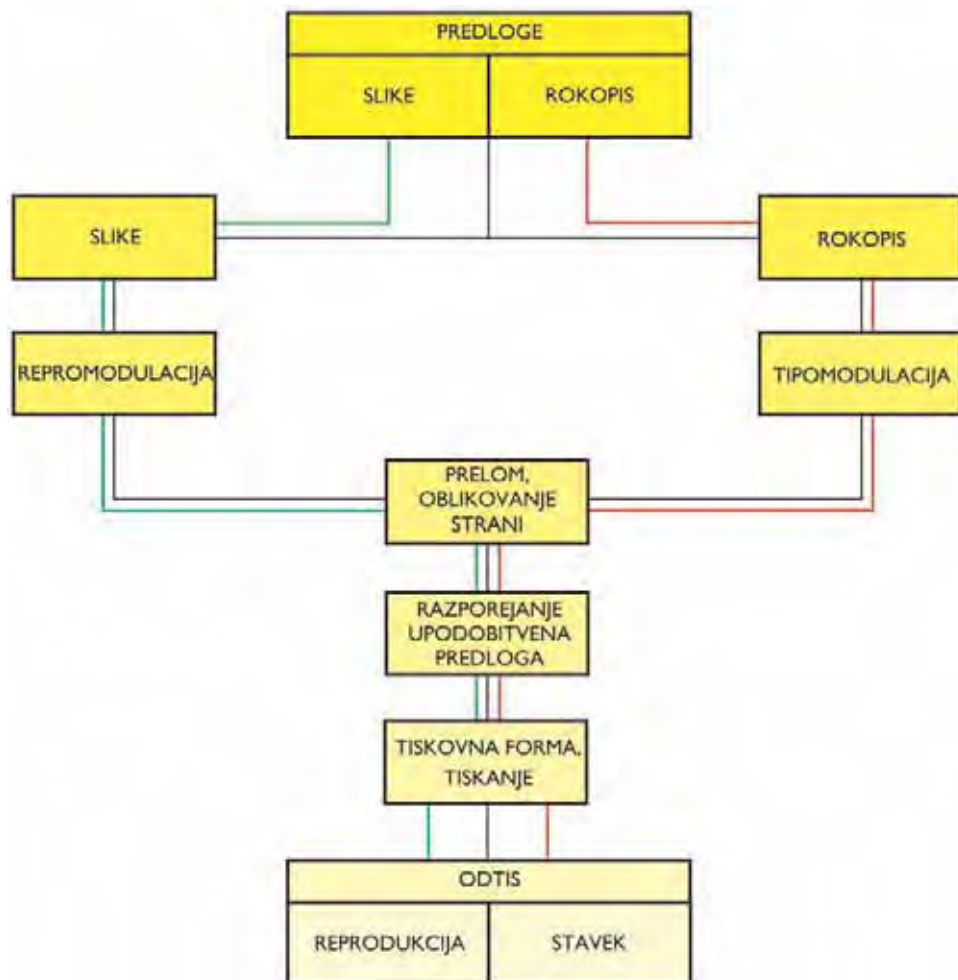 PREDLOGE
SLIKE
ROKOPIS
SLIKE
ROKOPIS
REPROMODULACIJA
TIPOMODULACIJA
PRELOM,
OBLIKOVANJE
STRANI
RAZPOREJANJE
UPODOBITVENA
PREDLOGA
TISKOVNA FORMA,
TISKANJE
ODTIS
REPRODUKCIJA
STAVEK